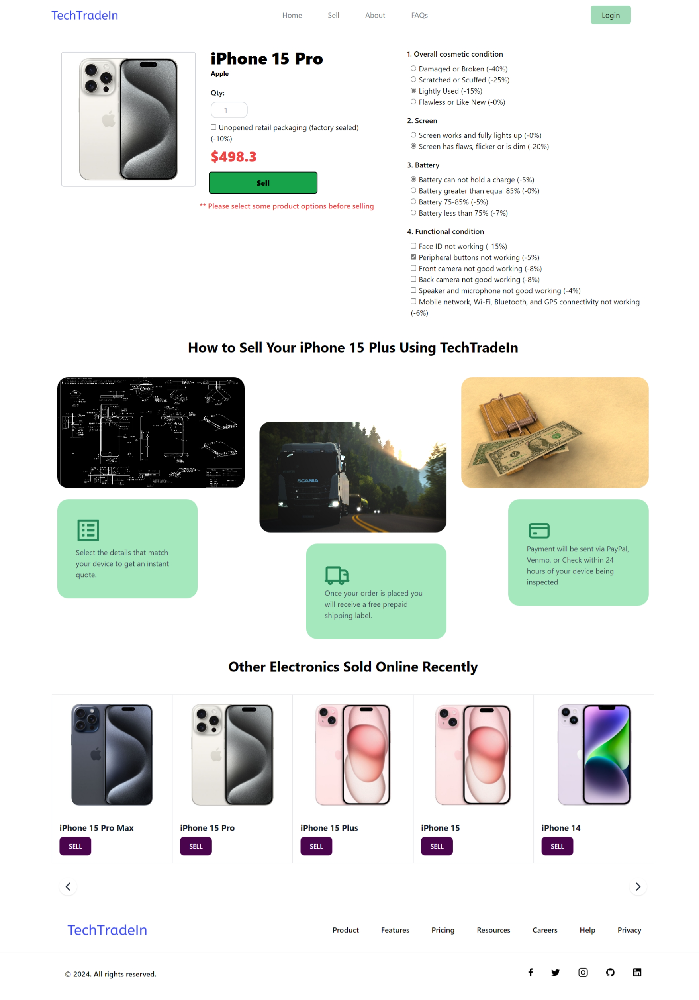 TechTradeIn
Home Sell About FAQs
Login
iPhone 15 Pro
Apple
Qty:
1
Unopened retail packaging (factory sealed)
(-10%)
$498.3
Sell
** Please select some product options before selling
1. Overall cosmetic condition
Damaged or Broken (-40%)
Scratched or Scuffed (-25%)
Lightly Used (-15%)
Flawless or Like New (-0%)
2. Screen
Screen works and fully lights up (-0%)
Screen has flaws, flicker or is dim (-20%)
3. Battery
Battery can not hold a charge (-5%)
Battery greater than equal 85% (-0%)
Battery 75-85% (-5%)
Battery less than 75% (-7%)
4. Functional condition
Face ID not working (-15%)
Peripheral buttons not working (-5%)
Front camera not good working (-8%)
Back camera not good working (-8%)
Speaker and microphone not good working (-4%)
Mobile network, Wi-Fi, Bluetooth, and GPS connectivity not working
(-6%)
How to Sell Your iPhone 15 Plus Using TechTradeIn
SCANIA
Select the details that match
your device to get an instant
quote.
Once your order is placed you
will receive a free prepaid
shipping label.
Payment will be sent via PayPal,
Venmo, or Check within 24
hours of your device being
inspected
Other Electronics Sold Online Recently
iPhone 15 Pro Max
SELL
iPhone 15 Pro
SELL
iPhone 15 Plus
SELL
iPhone 15
SELL
iPhone 14
SELL
TechTradeIn
Product Features Pricing Resources Careers Help Privacy
© 2024. All rights reserved.